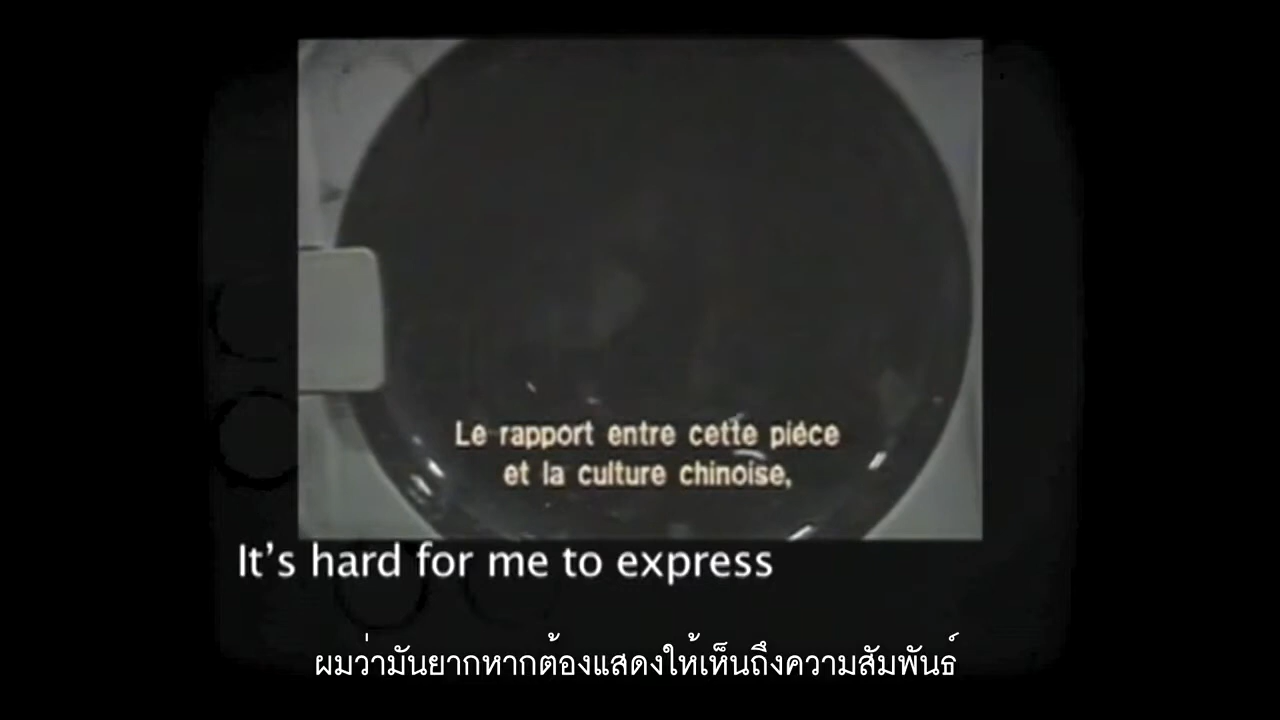 Le rapport entre cette piéce
et la culture chinoise,
It's hard for me to express
ผมว่ามันยากหากต้องแสดงให้เห็นถึงความสัมพันธ์